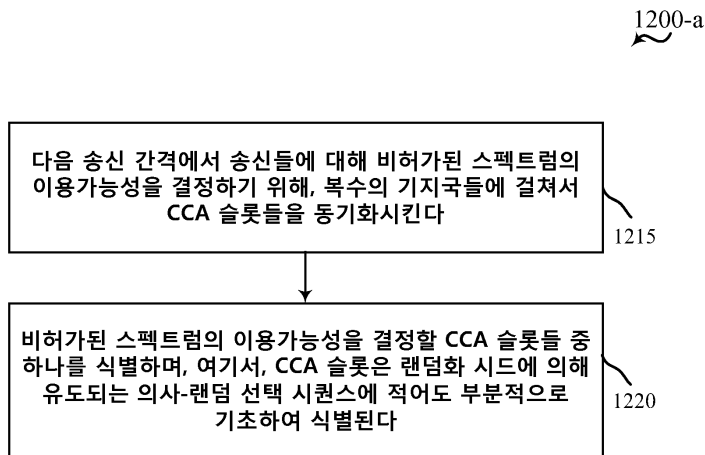 1200-a
다음 송신 간격에서 송신들에 대해 비허가된 스펙트럼의
이용가능성을 결정하기 위해, 복수의 기지국들에 걸쳐서
CCA 슬롯들을 동기화시킨다
1215
비허가된 스펙트럼의 이용가능성을 결정할 CCA 슬롯들 중
하나를 식별하며, 여기서, CCA 슬롯은 랜덤화 시드에 의해
유도되는 의사-랜덤 선택 시퀀스에 적어도 부분적으로
기초하여 식별된다
1220